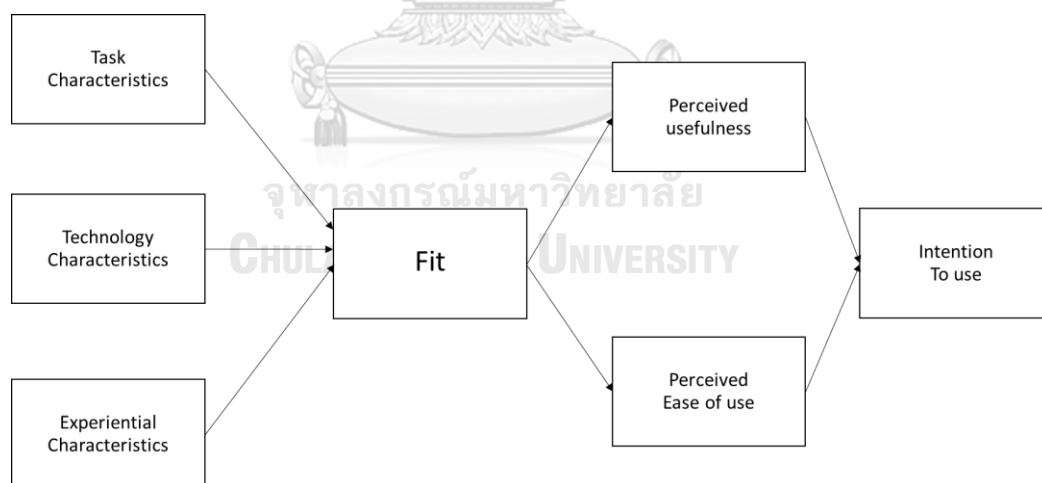 Task
Characteristics
Perceived
usefulness
จุฬาลงกรณ์มหาวิทยาลัย
Technology
Characteristics
Fit
UNIVERSITY
Intention
To use
Perceived
Ease of use
Experiential
Characteristics